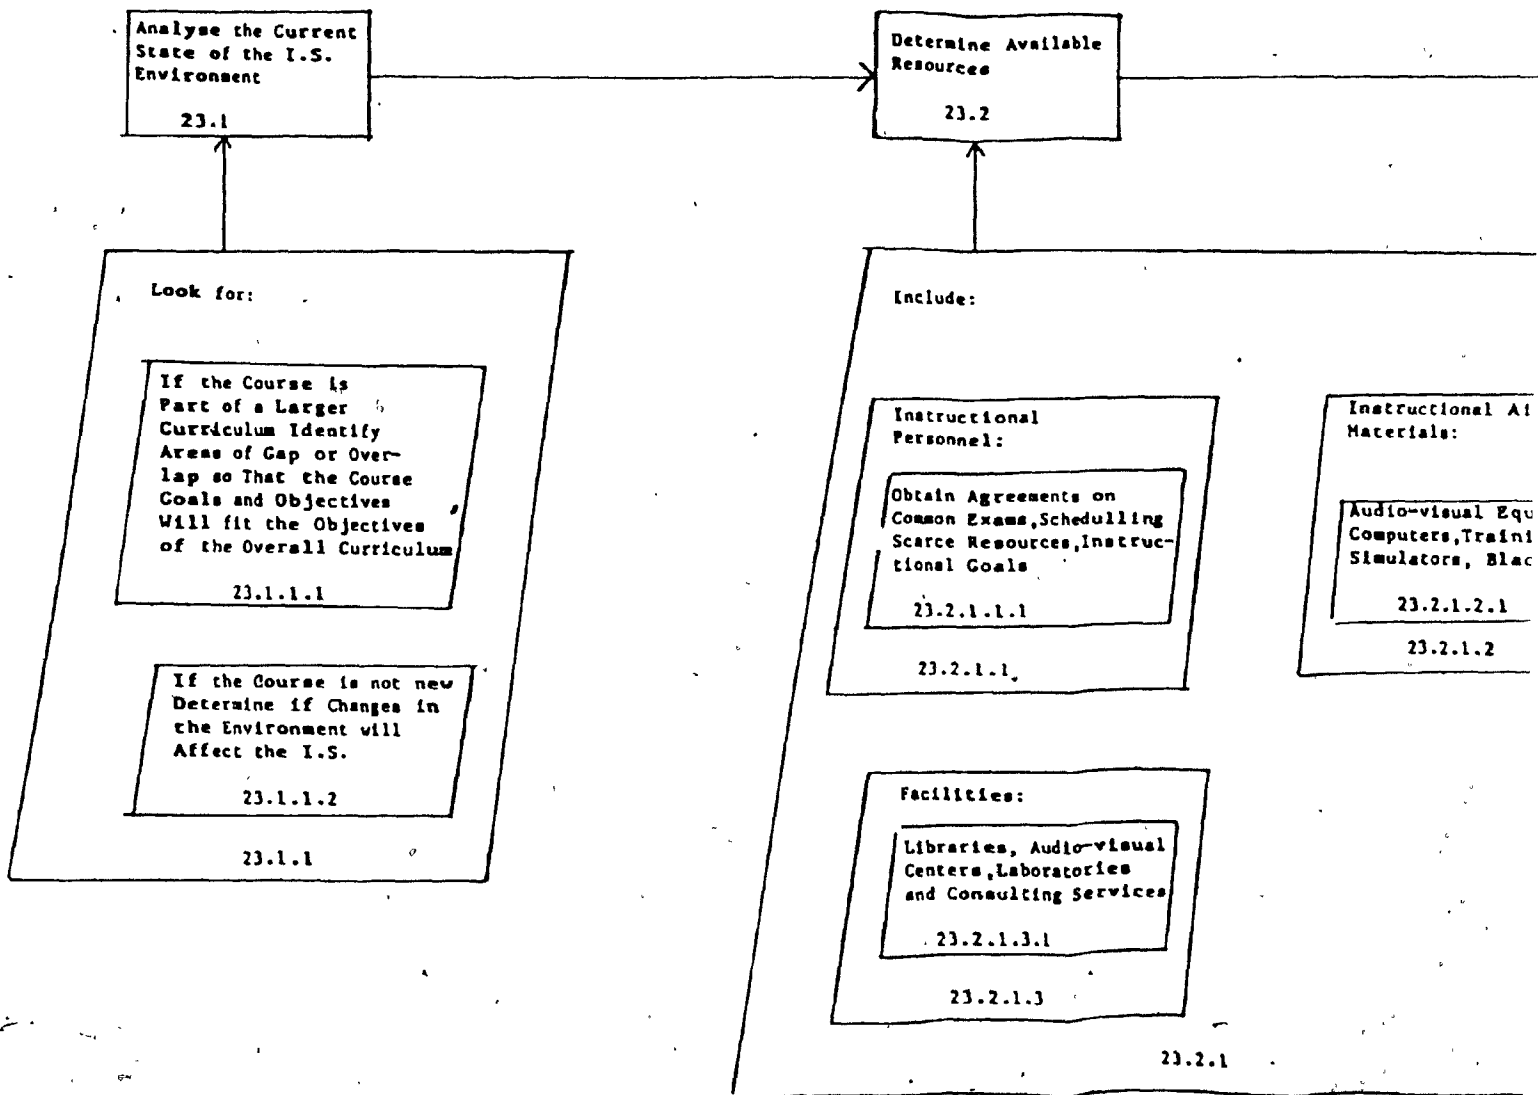 Analyse the Current
State of the I.S.
Environment
23.1
Determine Available
Resources
23.2
Look for:
If the Course is
Part of a Larger
Curriculum Identify
Areas of Gap or Over-
lap so That the Course
Goals and Objectives
Will fit the Objectives
of the Overall Curriculum
23.1.1.1
If the Course is not new
Determine if Changes in
the Environment will
Affect the I.S.
23.1.1.2
23.1.1
Include:
Instructional
Personnel:
Obtain Agreements on
Common Exams,Schedulling
Scarce Resources,Instruc-
tional Goals
23.2.1.1.1
23.2.1.1
Instructional Ai
Materials:
Audio-visual Equ
Computers,Traini
Simulators, Blac
23.2.1.2.1
23.2.1.2
Facilities:
Libraries, Audio-visual
Centers,Laboratories
and Consulting Services
23.2.1.3.1
23.2.1.3
23.2.1